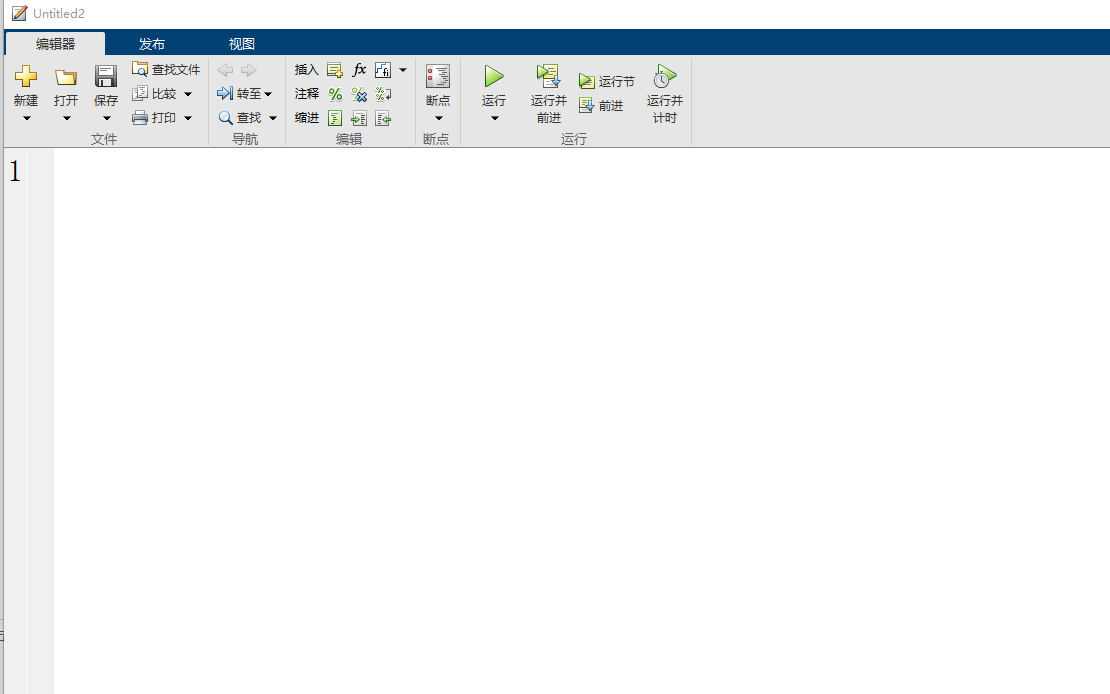 Untitled2
编辑器 发布 视图
新建 打开 保存 查找文件 比较 打印
文件
转至 查找
导航
插入 fx
注释
缩进
编辑
断点
断点
运行 运行并前进 运行节 前进 运行并计时
运行
1